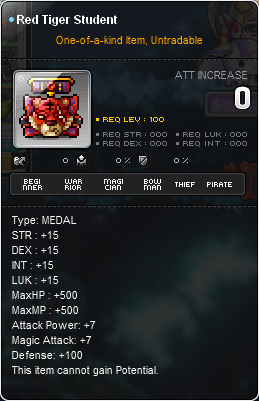 Red Tiger Student
One-of-a-kind Item, Untradable
ATT INCREASE
0
REQ LEV : 100
REQ STR : 000 REQ LUK : 000
REQ DEX : 000 REQ INT : 000
0 0 % 0 %
BEGINNER WARRIOR MAGICIAN BOWMAN THIEF PIRATE
Type: MEDAL
STR : +15
DEX : +15
INT : +15
LUK : +15
MaxHP : +500
MaxMP : +500
Attack Power: +7
Magic Attack: +7
Defense: +100
This item cannot gain Potential.